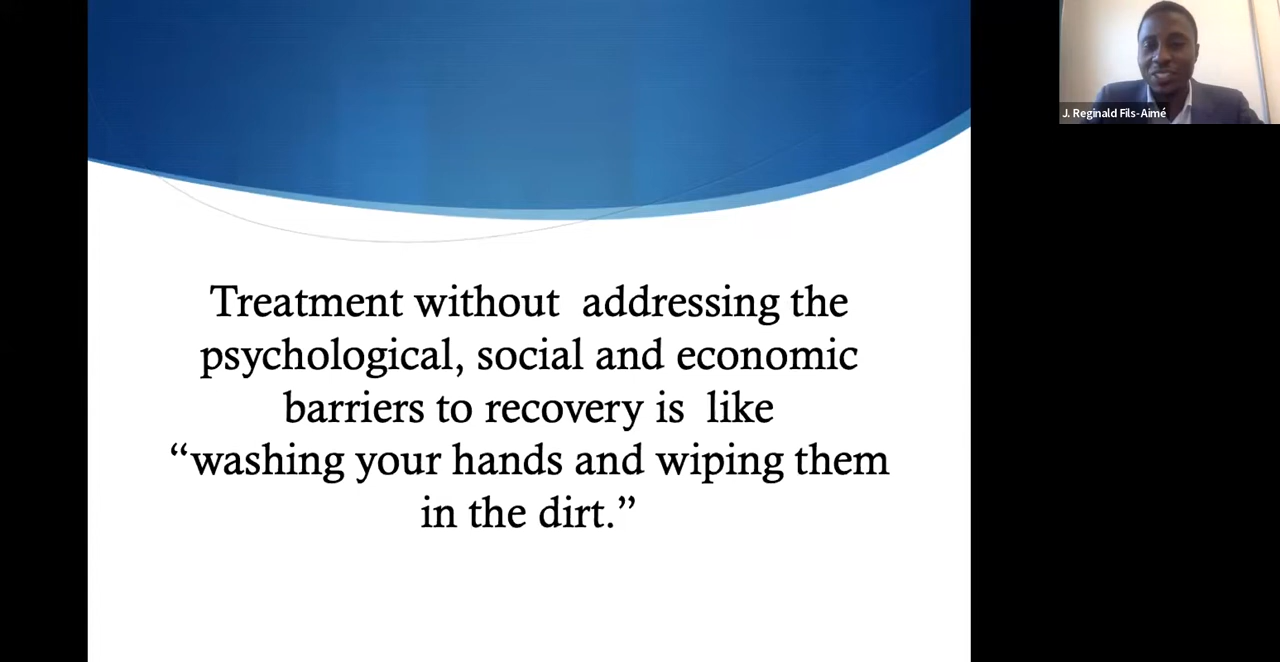 J. Reginald Fils-Aimé
Treatment without  addressing the
psychological, social and economic
barriers to recovery is  like
“washing your hands and wiping them
in the dirt.”